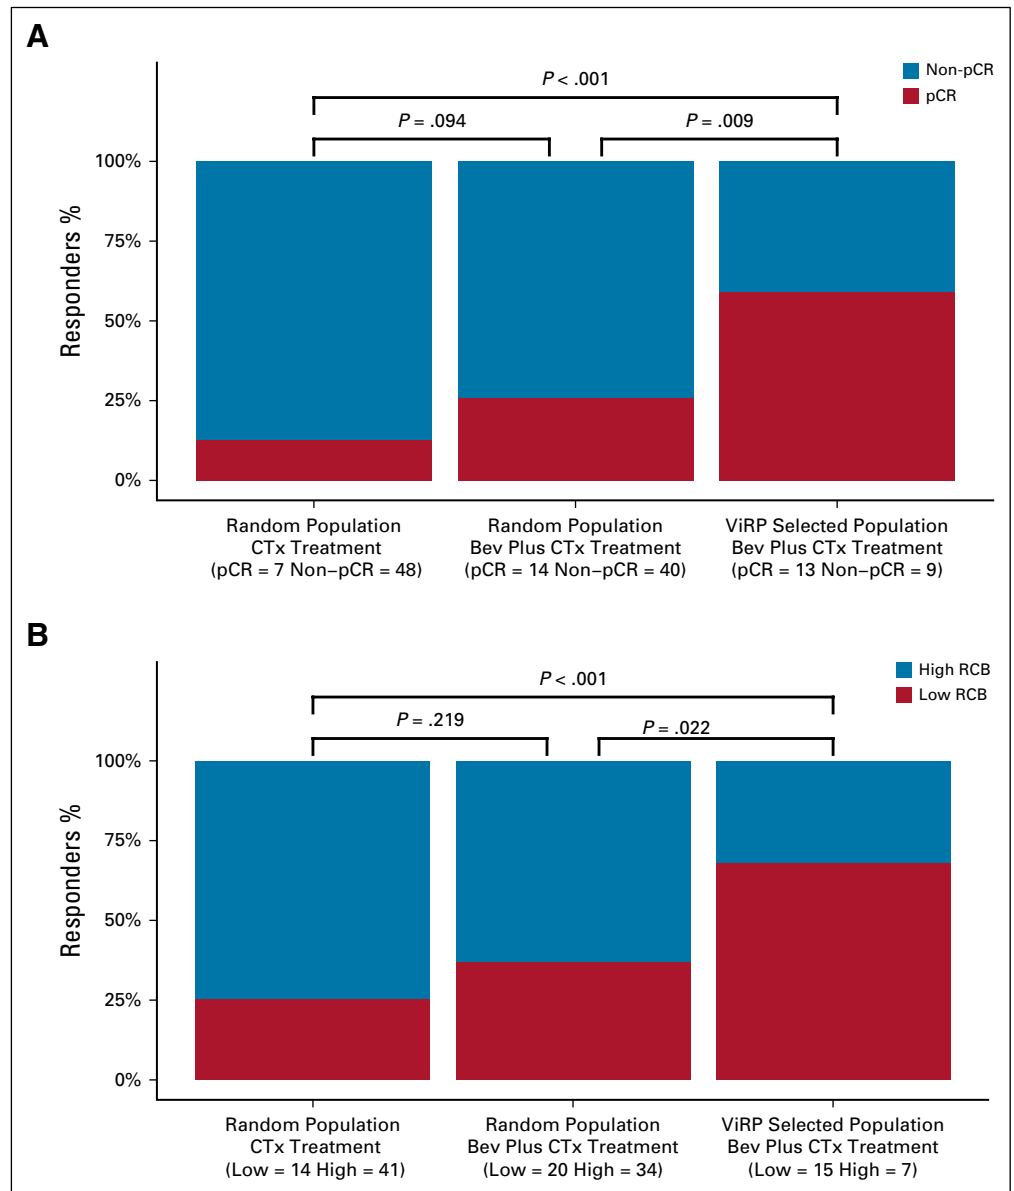 A
Non-pCR
pCR
P < .001
P = .094
P = .009
Responders %
100%
75%
50%
25%
0%
Random Population
CTx Treatment
(pCR = 7 Non–pCR = 48)
Random Population
Bev Plus CTx Treatment
(pCR = 14 Non–pCR = 40)
ViRP Selected Population
Bev Plus CTx Treatment
(pCR = 13 Non–pCR = 9)
B
High RCB
Low RCB
P < .001
P = .219
P = .022
Responders %
100%
75%
50%
25%
0%
Random Population
CTx Treatment
(Low = 14 High = 41)
Random Population
Bev Plus CTx Treatment
(Low = 20 High = 34)
ViRP Selected Population
Bev Plus CTx Treatment
(Low = 15 High = 7)